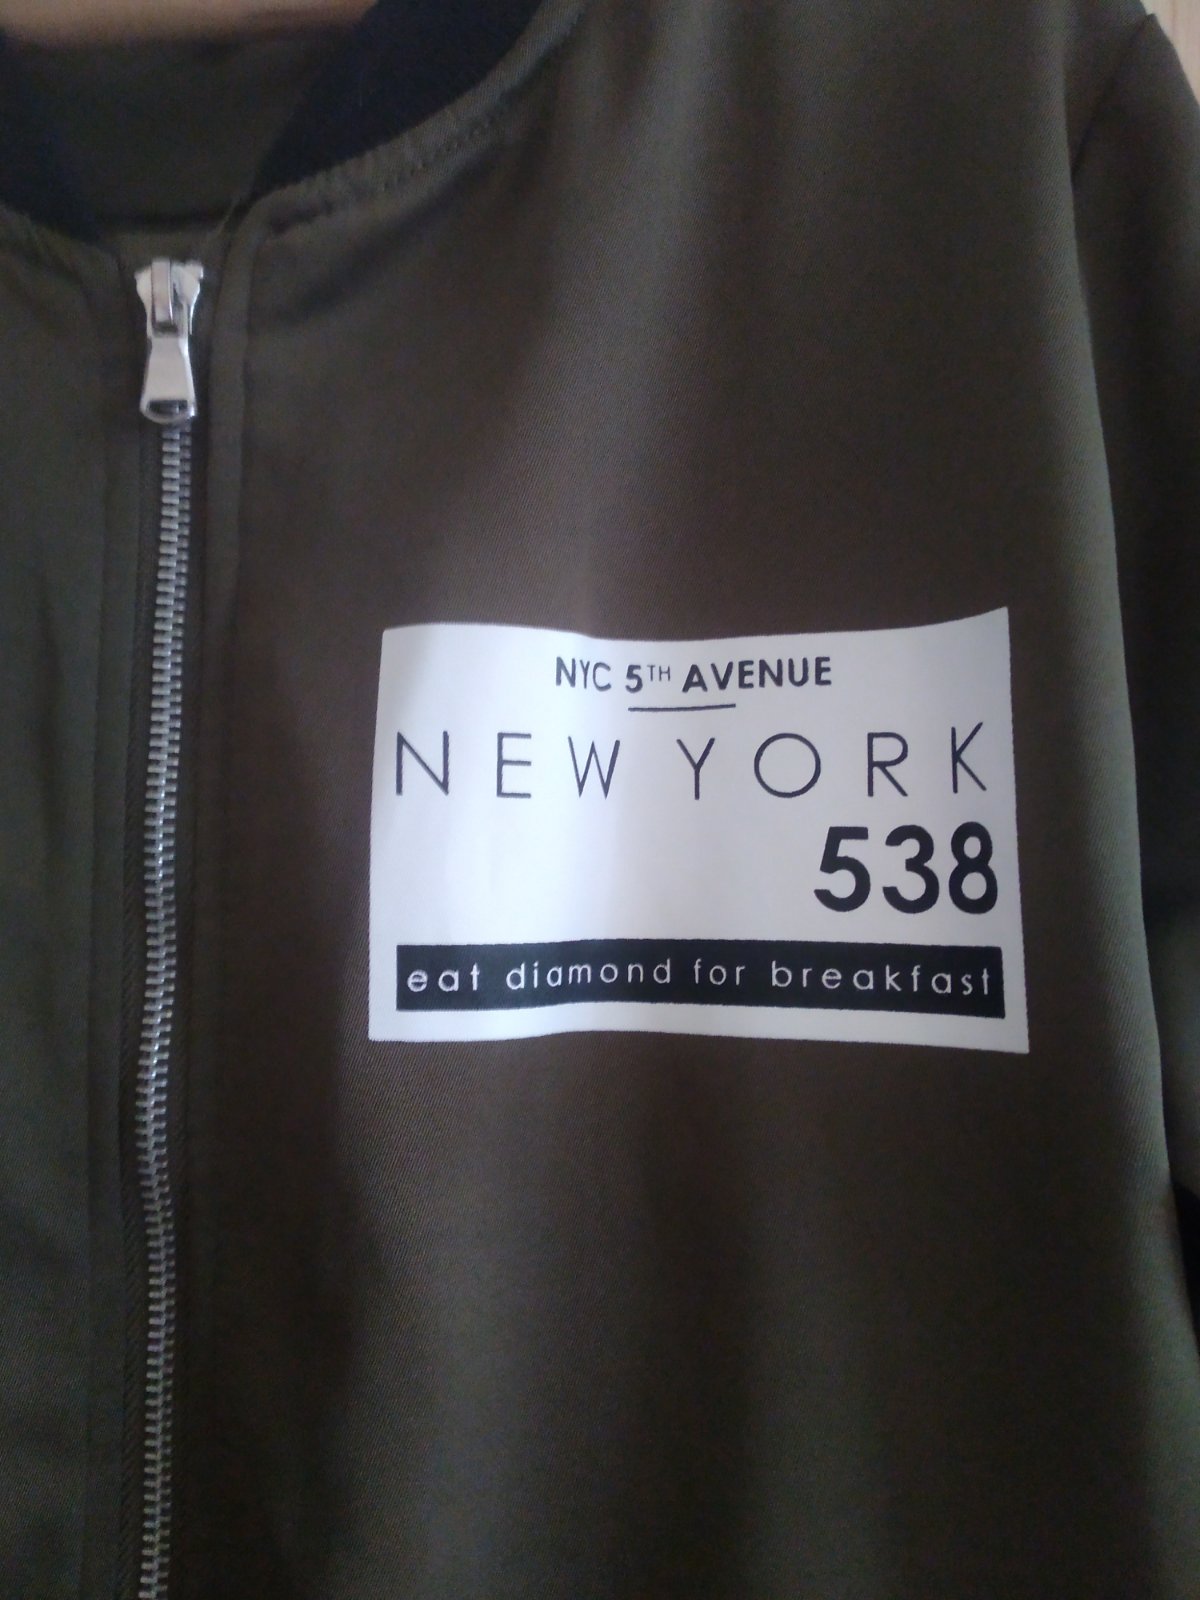 NYC 5TH AVENUE
NEW YORK
538
eat diamond for breakfast